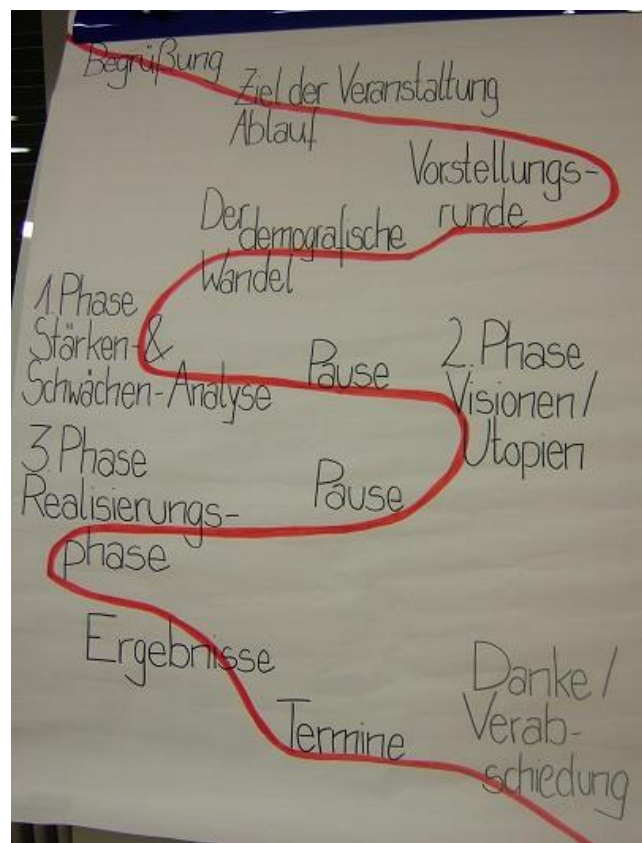 Begrüßung
Ziel der Veranstaltung
Ablauf
Vorstellungs-
runde
Der demografische
Wandel
1. Phase
Stärken- &
Schwächen-Analyse
Pause
2. Phase
Visionen /
Utopien
Pause
3. Phase
Realisierungs-
phase
Ergebnisse
Termine
Danke /
Verab-
schiedung